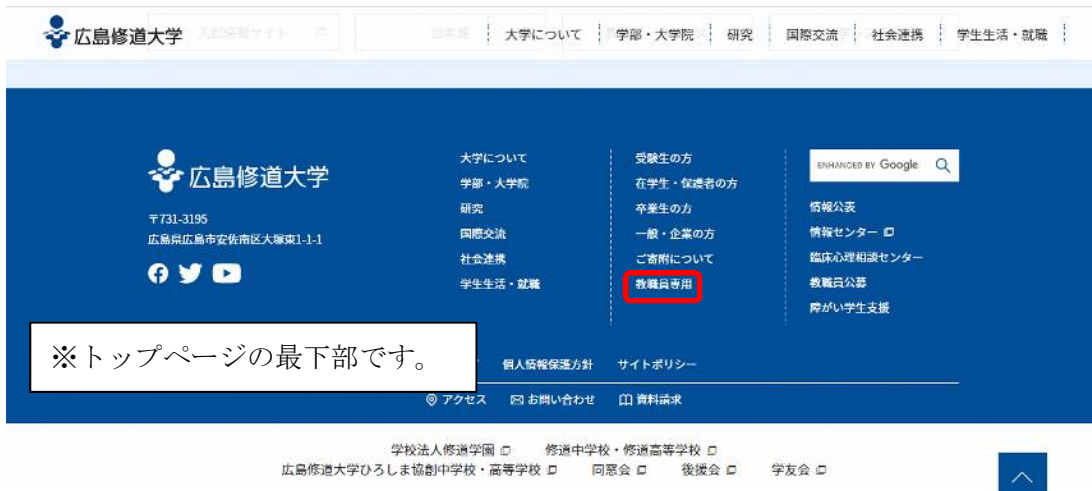 広島修道大学
大学について 学部・大学院 研究 国際交流 社会連携 学生生活・就職
広島修道大学
〒731-3195
広島県広島市安佐南区大塚東1-1-1
大学について
学部・大学院
研究
国際交流
社会連携
学生生活・就職
受験生の方
在学生・保護者の方
卒業生の方
一般・企業の方
ご寄附について
教職員専用
ENHANCED BY Google
情報公表
情報センター
臨床心理相談センター
教職員公募
障がい学生支援
※トップページの最下部です。
個人情報保護方針 サイトポリシー
アクセス お問い合わせ 資料請求
学校法人修道学園 修道中学校・修道高等学校
広島修道大学ひろしま協創中学校・高等学校 同窓会 後援会 学友会